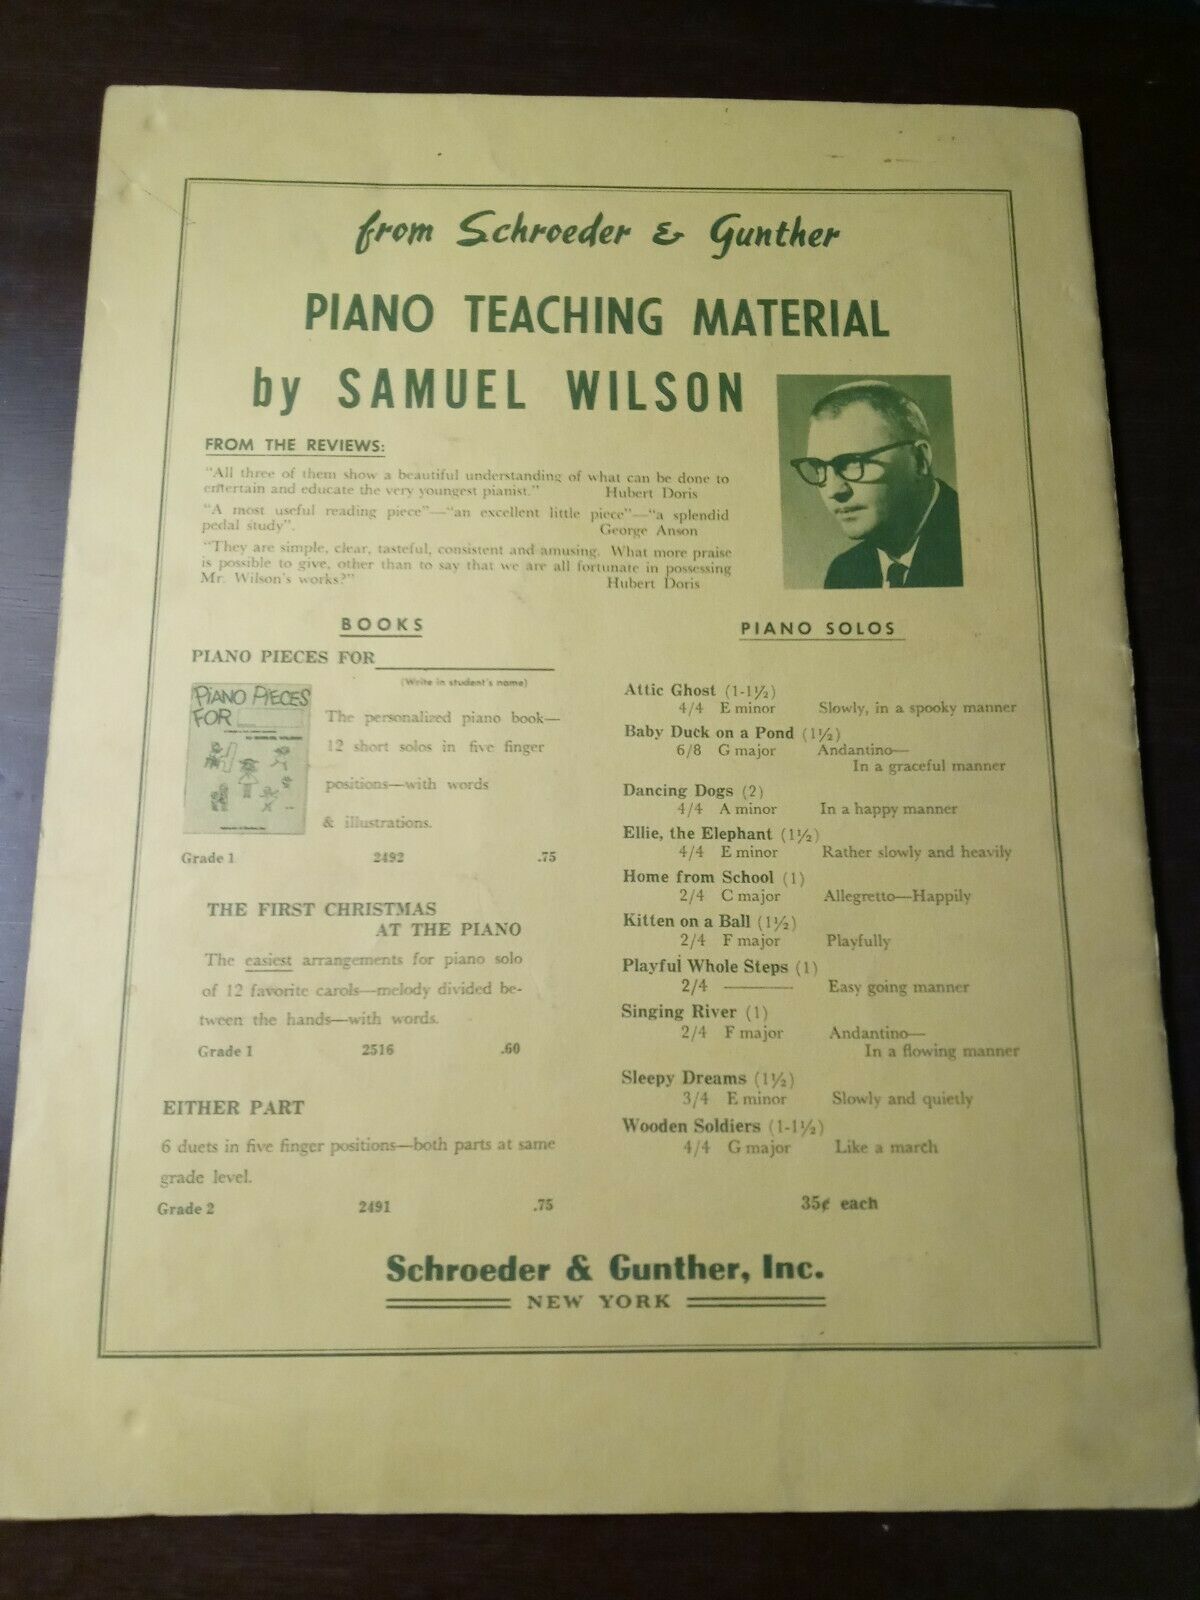 from Schroeder & Gunther
PIANO TEACHING MATERIAL
by SAMUEL WILSON
FROM THE REVIEWS:
"All three of them show a beautiful understanding of what can be done to
entertain and educate the very youngest pianist." Hubert Doris
"A most useful reading piece"—"an excellent little piece"—"a splendid
pedal study". George Anson
"They are simple, clear, tasteful, consistent and amusing. What more praise
is possible to give, other than to say that we are all fortunate in possessing
Mr. Wilson's works?" Hubert Doris
BOOKS
PIANO PIECES FOR
(Write in student's name)
PIANO PIECES
FOR
The personalized piano book—
12 short solos in five finger
positions—with words
& illustrations.
Grade 1 2492 .75
THE FIRST CHRISTMAS
AT THE PIANO
The easiest arrangements for piano solo
of 12 favorite carols—melody divided be-
tween the hands—with words.
Grade 1 2516 .60
EITHER PART
6 duets in five finger positions—both parts at same
grade level.
Grade 2 2491 .75
PIANO SOLOS
Attic Ghost (1-1½)
4/4 E minor Slowly, in a spooky manner
Baby Duck on a Pond (1½)
6/8 G major Andantino—
In a graceful manner
Dancing Dogs (2)
4/4 A minor In a happy manner
Ellie, the Elephant (1½)
4/4 E minor Rather slowly and heavily
Home from School (1)
2/4 C major Allegretto—Happily
Kitten on a Ball (1½)
2/4 F major Playfully
Playful Whole Steps (1)
2/4 ———— Easy going manner
Singing River (1)
2/4 F major Andantino—
In a flowing manner
Sleepy Dreams (1½)
3/4 E minor Slowly and quietly
Wooden Soldiers (1-1½)
4/4 G major Like a march
35¢ each
Schroeder & Gunther, Inc.
NEW YORK